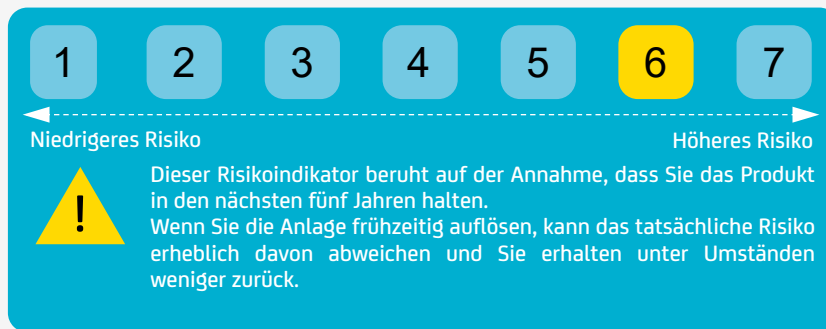 1 2 3 4 5 6 7
Niedrigeres Risiko Höheres Risiko
Dieser Risikoindikator beruht auf der Annahme, dass Sie das Produkt
in den nächsten fünf Jahren halten.
Wenn Sie die Anlage frühzeitig auflösen, kann das tatsächliche Risiko
erheblich davon abweichen und Sie erhalten unter Umständen
weniger zurück.
!